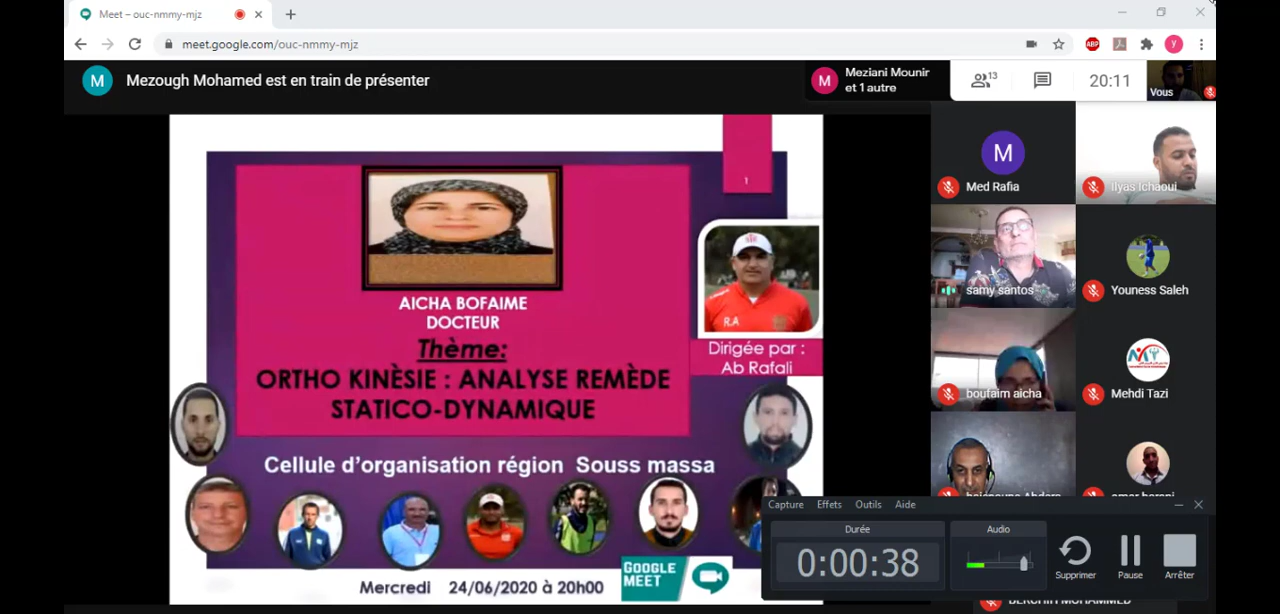 Meet – ouc-nmmy-mjz
meet.google.com/ouc-nmmy-mjz
ABP
y
M
Mezough Mohamed est en train de présenter
M
Meziani Mounir
et 1 autre
13
20:11
Vous
1
AICHA BOFAIME
DOCTEUR
Thème:
ORTHO KINÈSIE : ANALYSE REMÈDE
STATICO-DYNAMIQUE
R.A
Dirigée par :
Ab Rafali
Cellule d'organisation région Souss massa
Mercredi 24/06/2020 à 20h00
GOOGLE
MEET
M
Med Rafia
Ilyas Ichaoui
samy santos
Youness Saleh
boufaim aicha
Mehdi Tazi
Capture
Effets
Outils
Aide
Durée
0:00:38
Audio
Supprimer
Pause
Arrêter